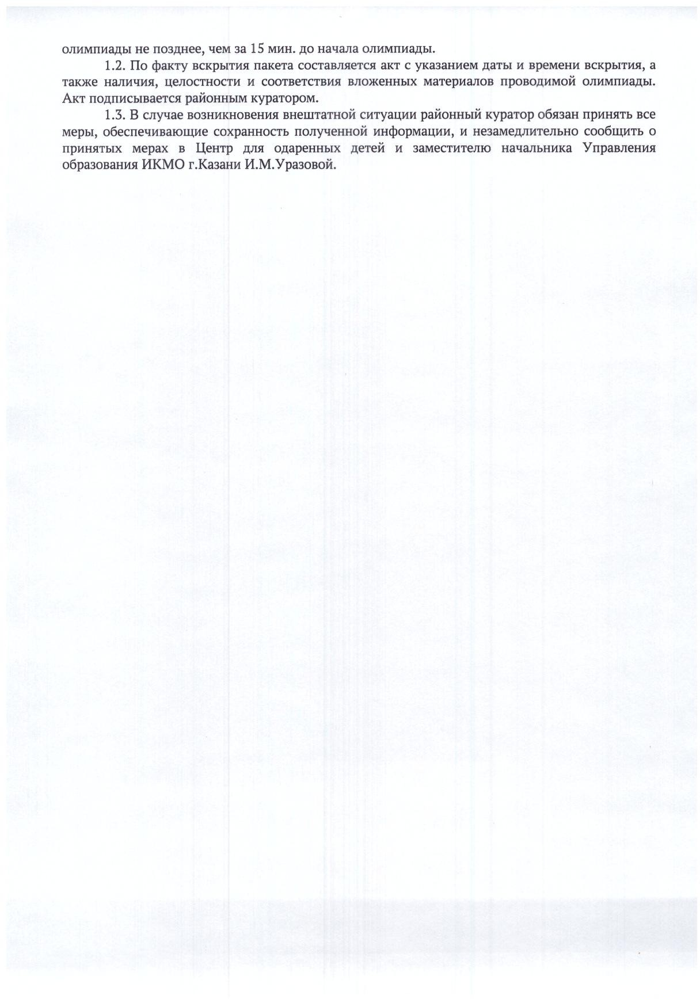 олимпиады не позднее, чем за 15 мин. до начала олимпиады.
1.2. По факту вскрытия пакета составляется акт с указанием даты и времени вскрытия, а
также наличия, целостности и соответствия вложенных материалов проводимой олимпиады.
Акт подписывается районным куратором.
1.3. В случае возникновения внештатной ситуации районный куратор обязан принять все
меры, обеспечивающие сохранность полученной информации, и незамедлительно сообщить о
принятых мерах в Центр для одаренных детей и заместителю начальника Управления
образования ИКМО г.Казани И.М.Уразовой.